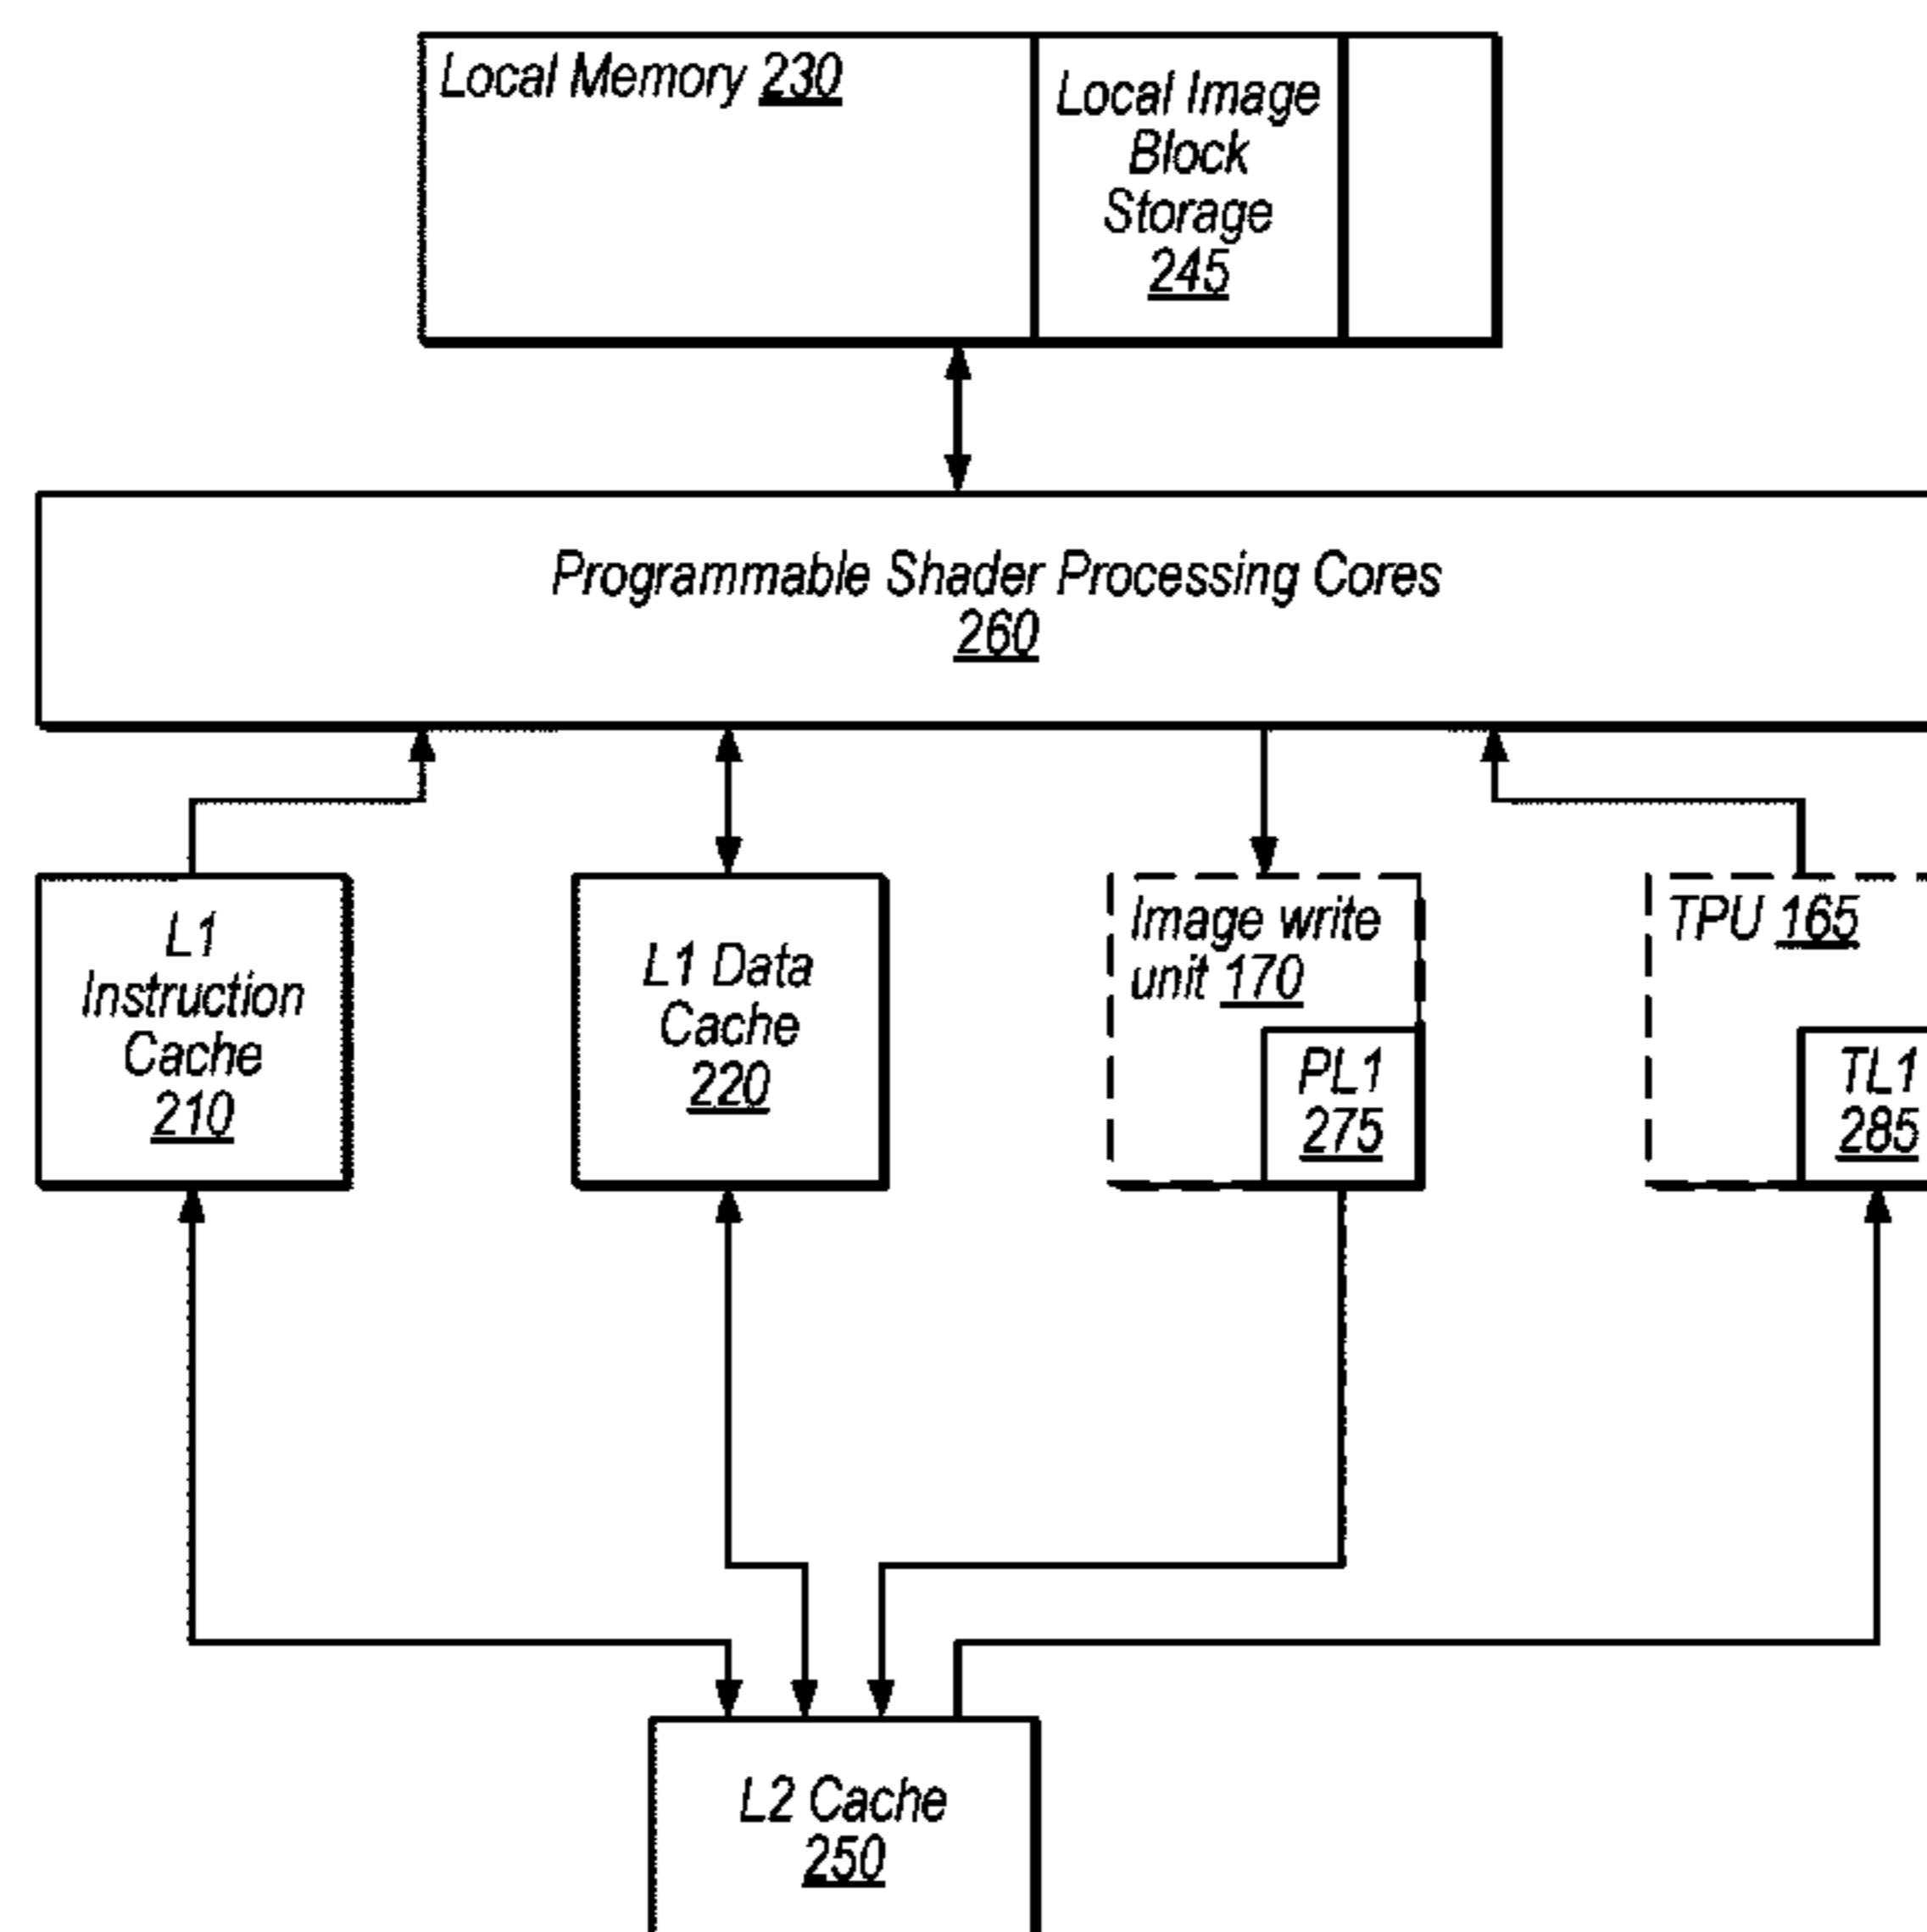 Local Memory 230
Local Image
Block
Storage
245
Programmable Shader Processing Cores
260
L1
Instruction
Cache
210
L1 Data
Cache
220
Image write
unit 170
PL1
275
TPU 165
TL1
285
L2 Cache
250